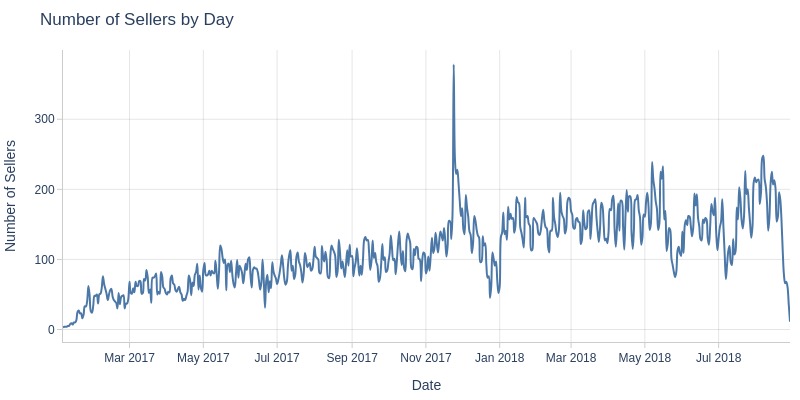 Number of Sellers by Day
Number of Sellers
300
200
100
0
Mar 2017
May 2017
Jul 2017
Sep 2017
Nov 2017
Jan 2018
Mar 2018
May 2018
Jul 2018
Date